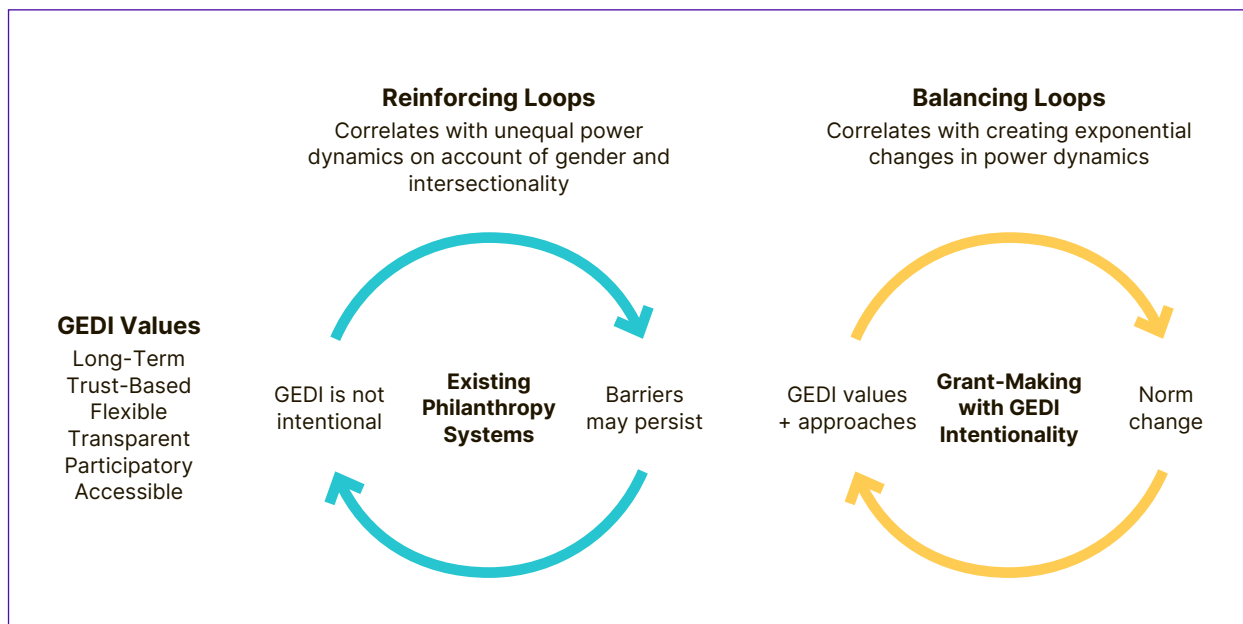 Reinforcing Loops
Correlates with unequal power
dynamics on account of gender and
intersectionality
Balancing Loops
Correlates with creating exponential
changes in power dynamics
GEDI Values
Long-Term
Trust-Based
Flexible
Transparent
Participatory
Accessible
GEDI is not
intentional
Existing
Philanthropy
Systems
Barriers
may persist
GEDI values
+ approaches
Grant-Making
with GEDI
Intentionality
Norm
change